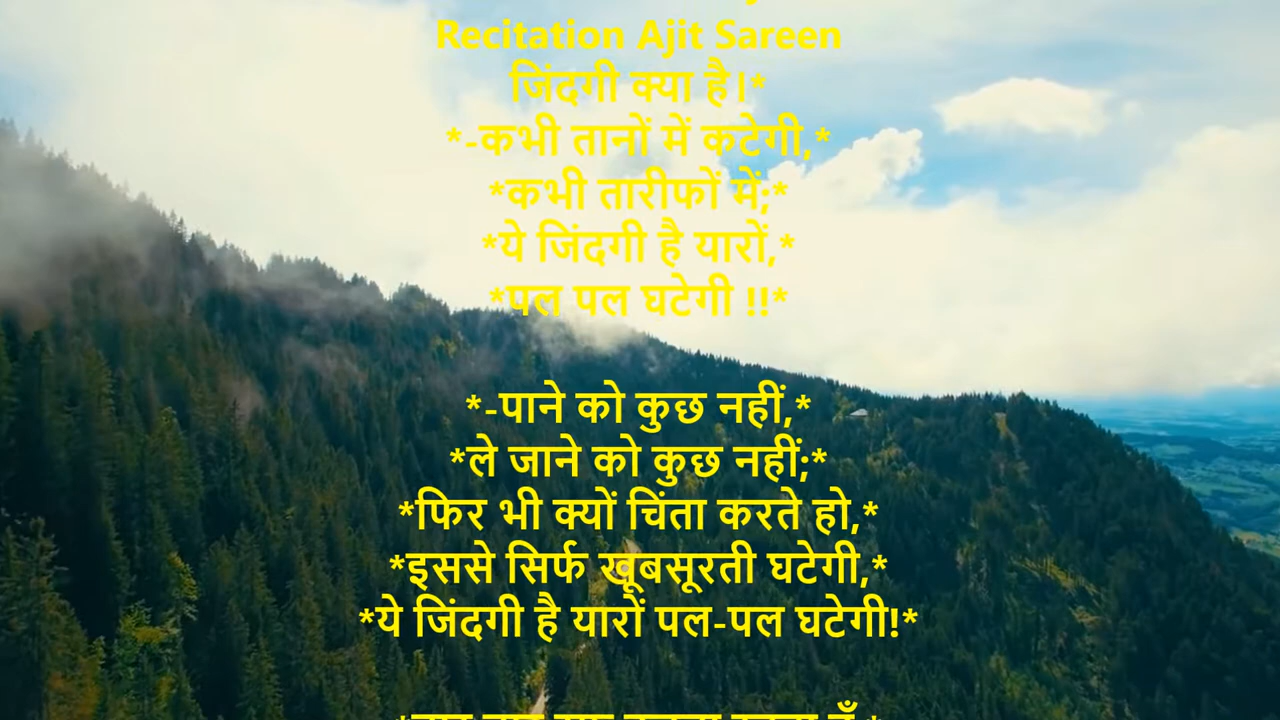 Recitation Ajit Sareen
जिंदगी क्या है।*
*-कभी तानों में कटेगी,*
*कभी तारीफों में;*
*ये जिंदगी है यारों,*
*पल पल घटेगी !!*
*-पाने को कुछ नहीं,*
*ले जाने को कुछ नहीं;*
*फिर भी क्यों चिंता करते हो,*
*इससे सिर्फ खूबसूरती घटेगी,*
*ये जिंदगी है यारों पल-पल घटेगी!*